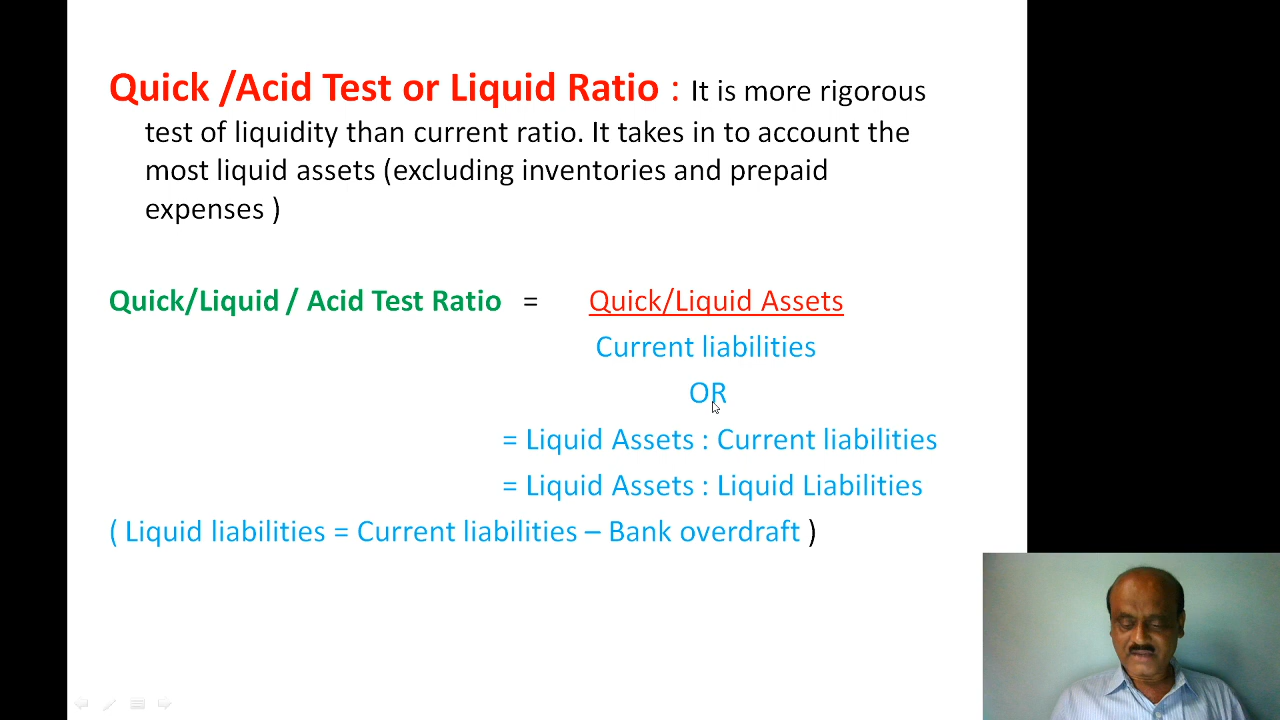 Quick /Acid Test or Liquid Ratio : It is more rigorous
test of liquidity than current ratio. It takes in to account the
most liquid assets (excluding inventories and prepaid
expenses )
Quick/Liquid / Acid Test Ratio = Quick/Liquid Assets
Current liabilities
OR
= Liquid Assets : Current liabilities
= Liquid Assets : Liquid Liabilities
( Liquid liabilities = Current liabilities – Bank overdraft )